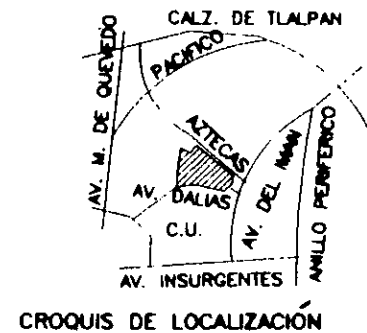 CALZ. DE TLALPAN
PACIFICO
AV. M. DE QUEVEDO
AZTECAS
AV. DEL IMAN
ANILLO PERIFERICO
AV. DALIAS
C.U.
AV. INSURGENTES
CROQUIS DE LOCALIZACIÓN